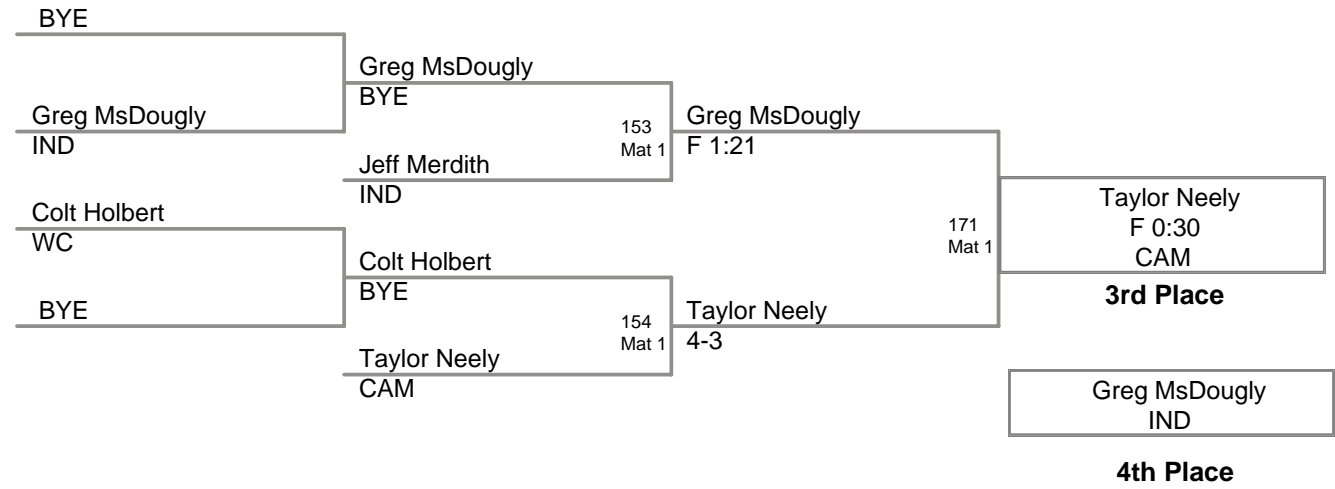 BYE
Greg MsDougly
BYE
Greg MsDougly
IND
153
Mat 1
Greg MsDougly
F 1:21
Jeff Merdith
IND
Colt Holbert
WC
Colt Holbert
BYE
BYE
154
Mat 1
Taylor Neely
4-3
Taylor Neely
CAM
171
Mat 1
Taylor Neely
F 0:30
CAM
3rd Place
Greg MsDougly
IND
4th Place